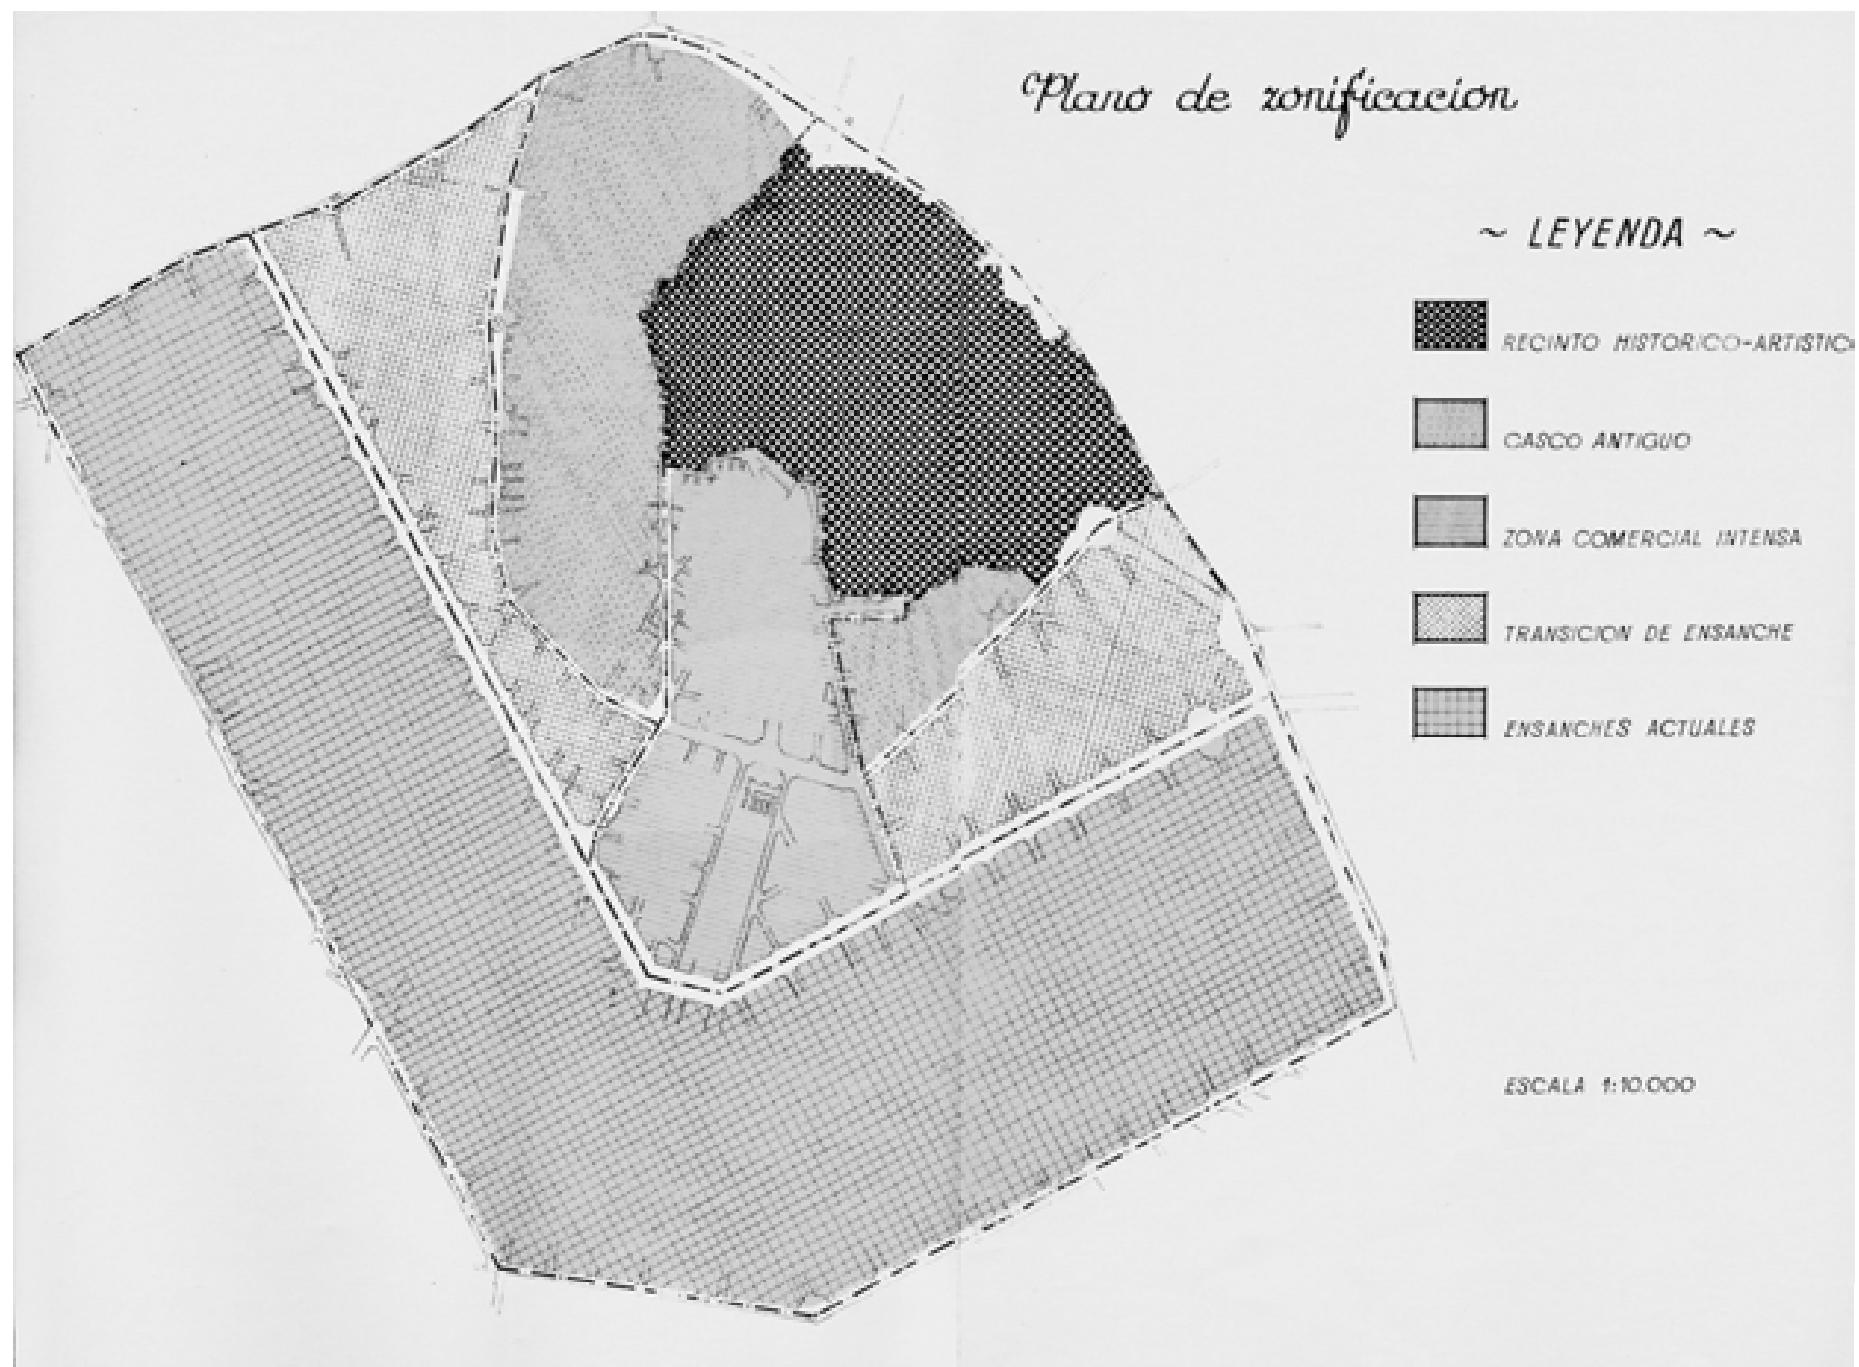 Plano de zonificacion
~ LEYENDA ~
RECINTO HISTORICO-ARTISTIC
CASCO ANTIGUO
ZONA COMERCIAL INTENSA
TRANSICION DE ENSANCHE
ENSANCHES ACTUALES
ESCALA 1:10.000